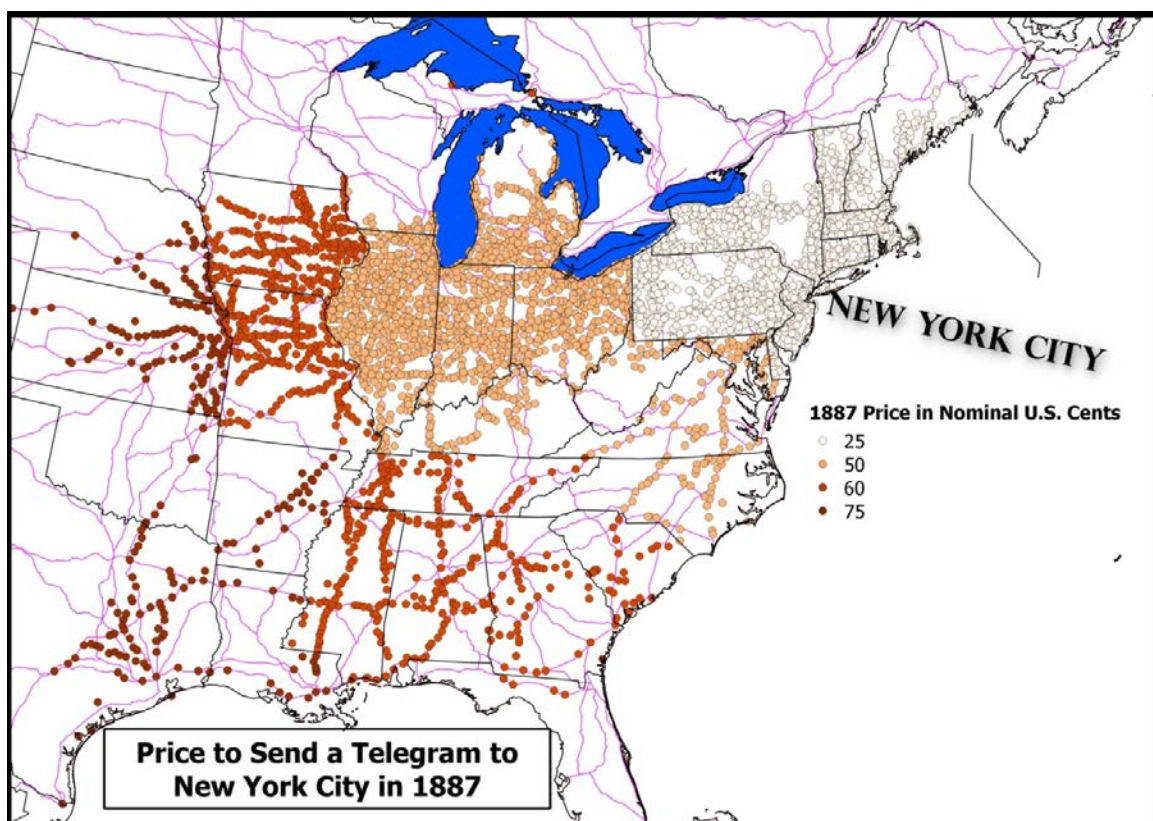 NEW YORK CITY
1887 Price in Nominal U.S. Cents
25
50
60
75
Price to Send a Telegram to
New York City in 1887